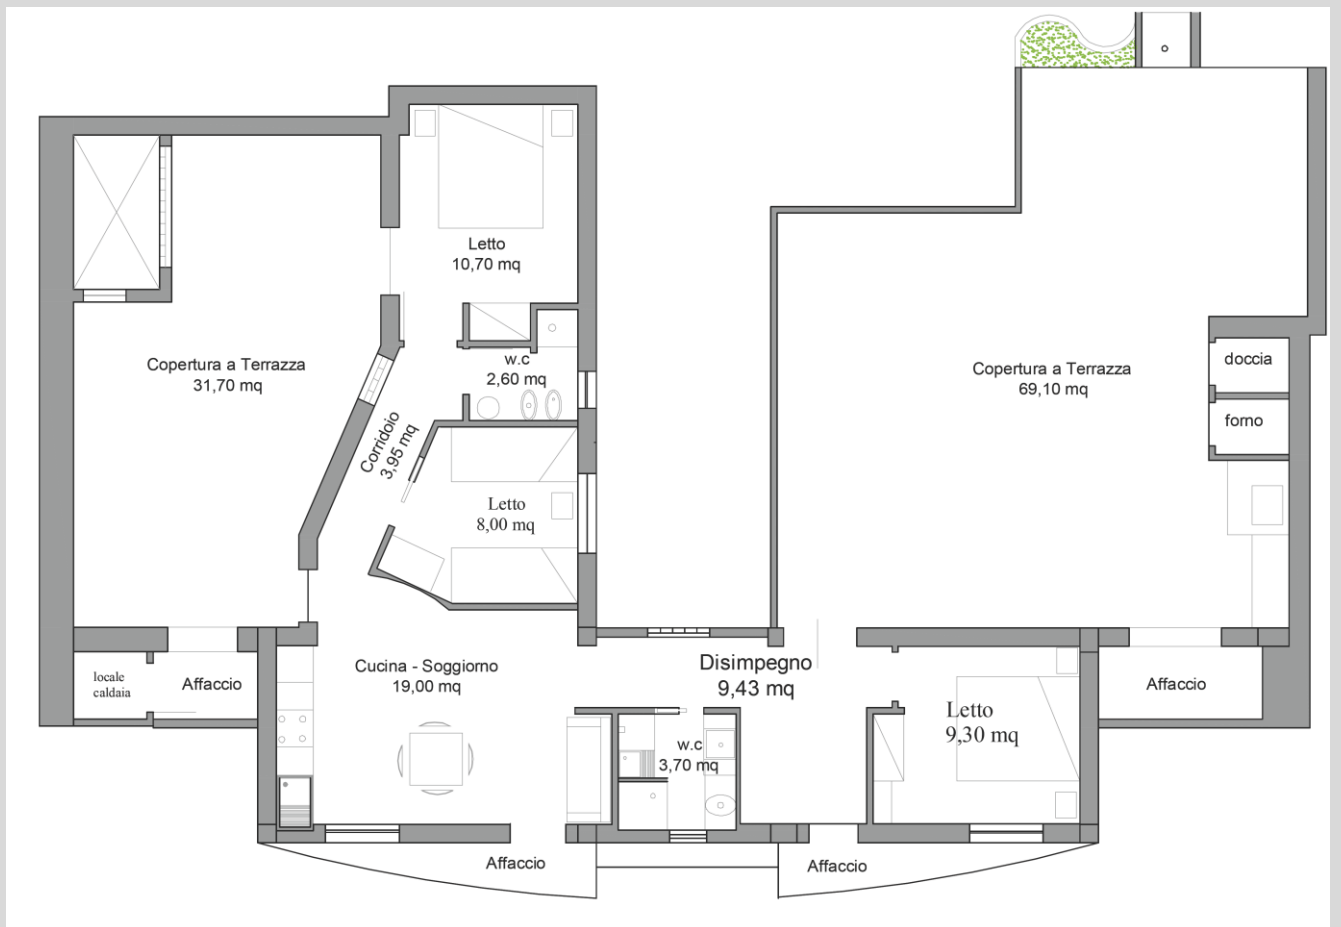 Letto
10,70 mq
Copertura a Terrazza
31,70 mq
w.c
2,60 mq
Copertura a Terrazza
69,10 mq
doccia
forno
Corridoio
3,95 mq
Letto
8,00 mq
locale
caldaia
Affaccio
Cucina - Soggiorno
19,00 mq
Disimpegno
9,43 mq
Affaccio
Letto
9,30 mq
w.c
3,70 mq
Affaccio
Affaccio